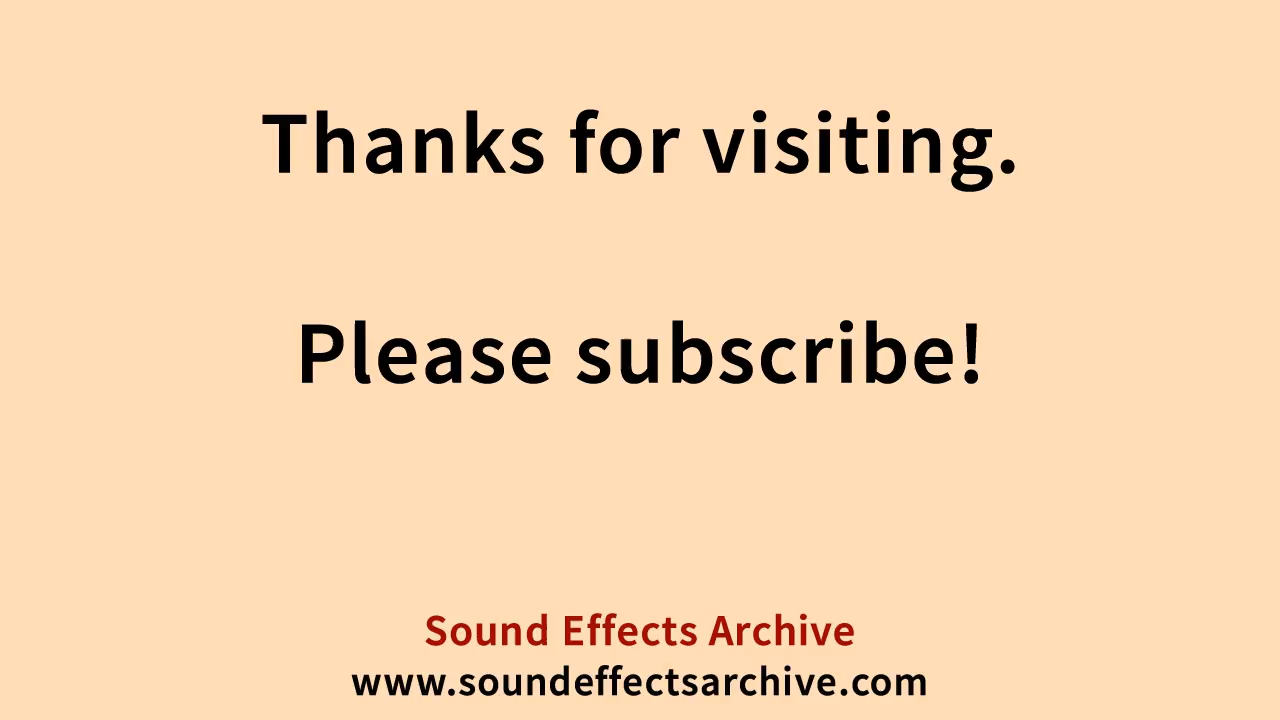 Thanks for visiting.
Please subscribe!
Sound Effects Archive
www.soundeffectsarchive.com